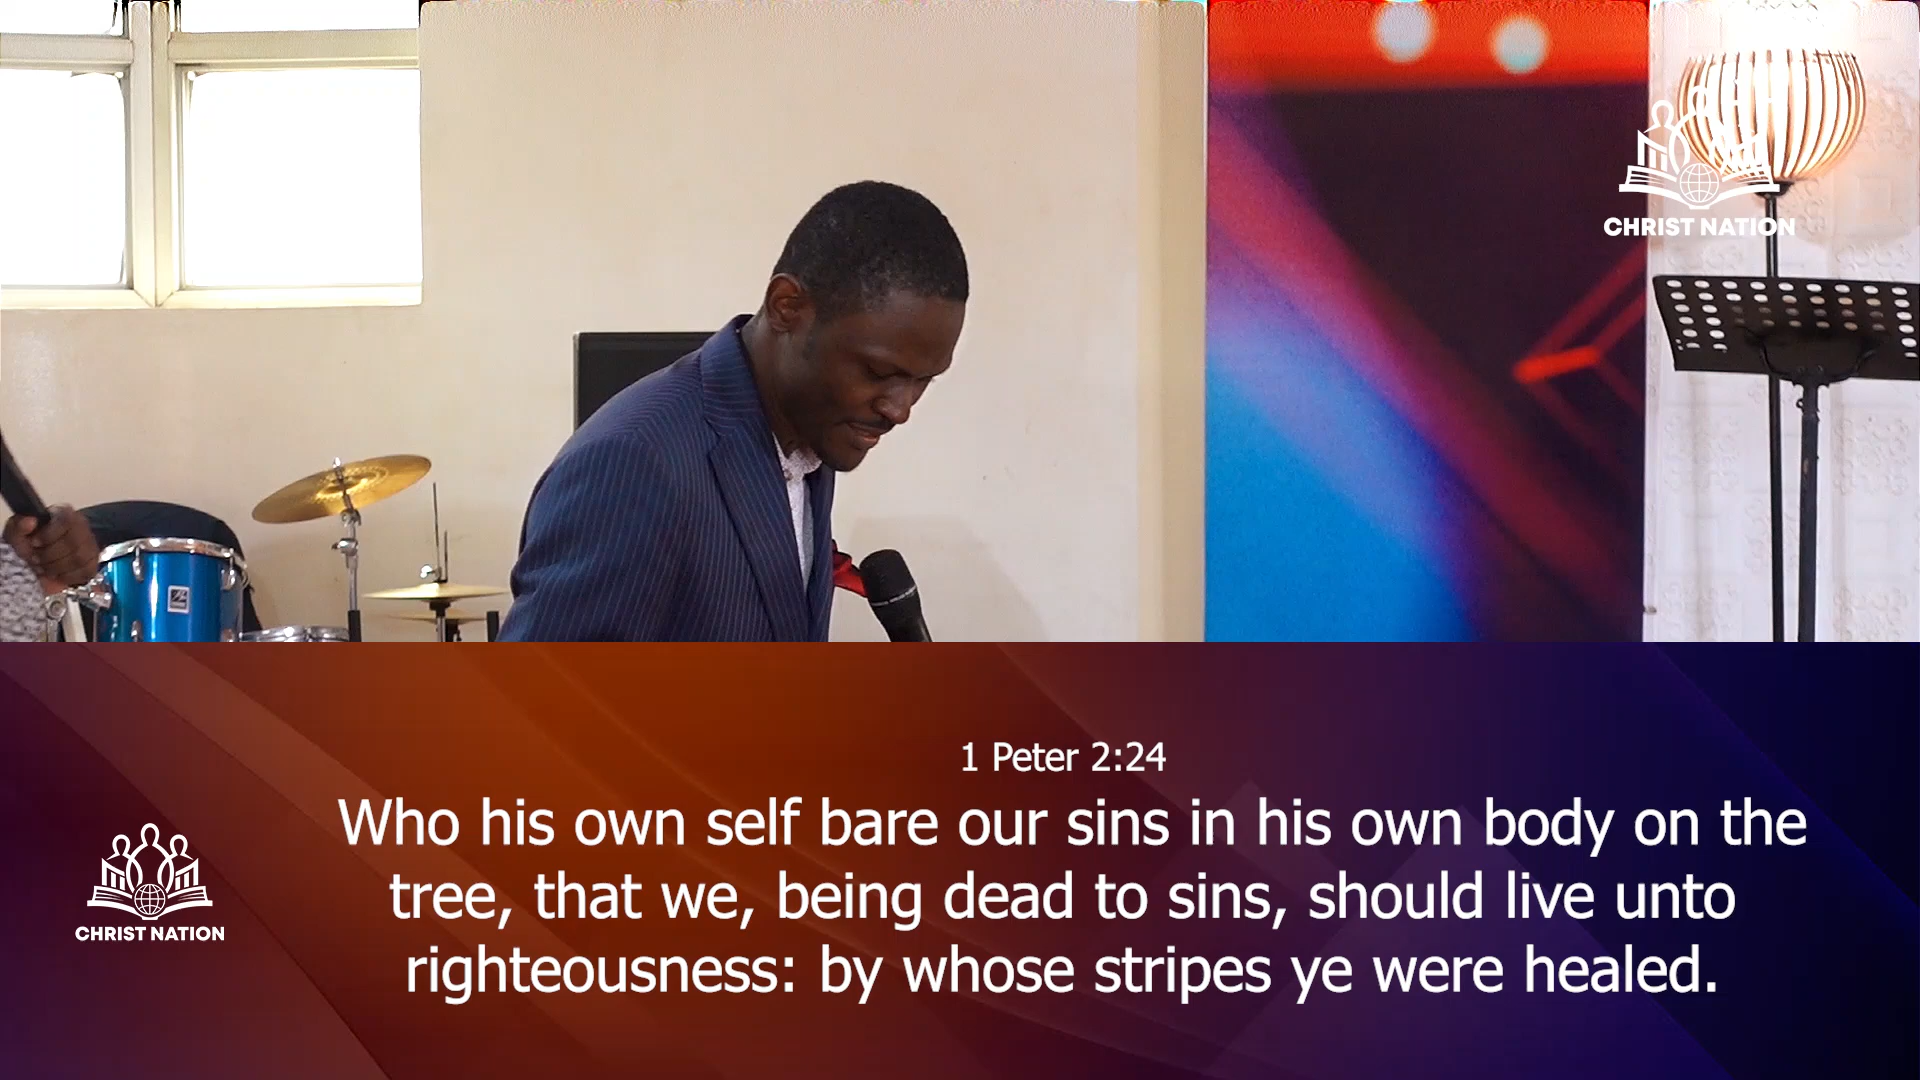 CHRIST NATION
1 Peter 2:24
Who his own self bare our sins in his own body on the
tree, that we, being dead to sins, should live unto
righteousness: by whose stripes ye were healed.
CHRIST NATION